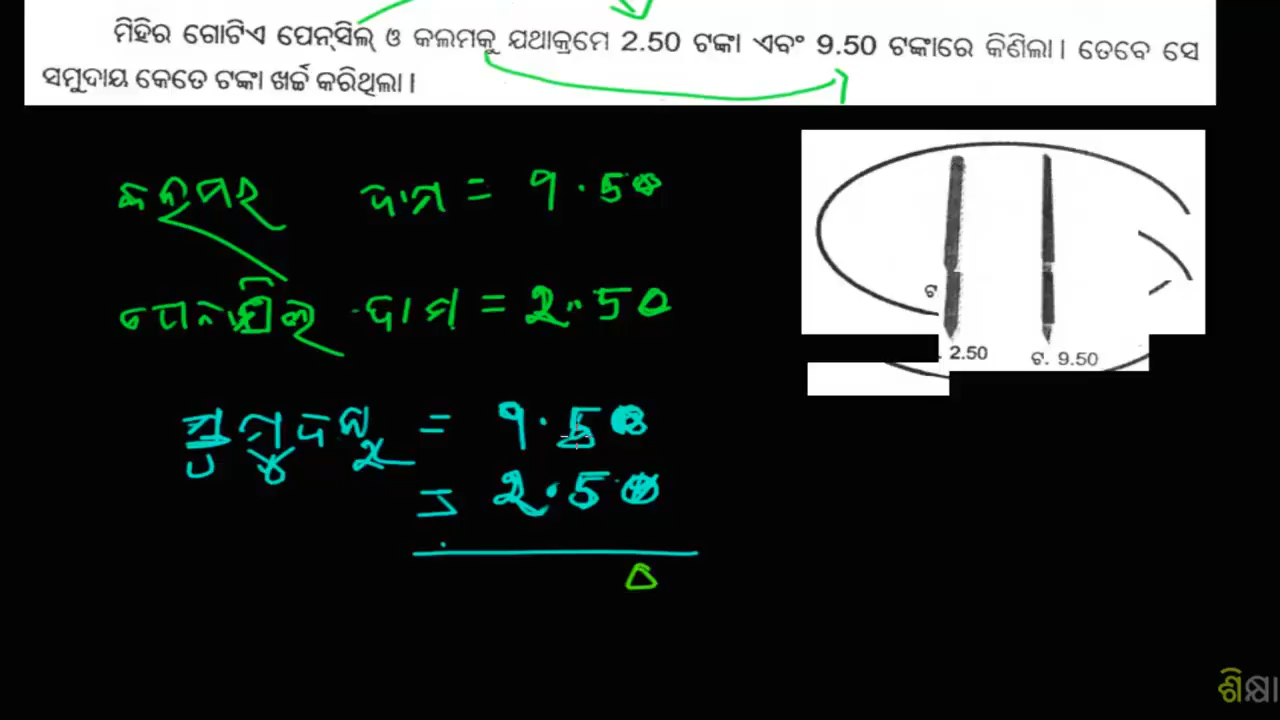 ମିହିର ଗୋଟିଏ ପେନ୍‌ସିଲ୍ ଓ କଲମକୁ ଯଥାକ୍ରମେ 2.50 ଟଙ୍କା ଏବଂ 9.50 ଟଙ୍କାରେ କିଣିଲା। ତେବେ ସେ
ସମୁଦାୟ କେତେ ଟଙ୍କା ଖର୍ଚ୍ଚ କରିଥିଲା।
କଲମର ଦାମ = 9.50
ଦାମ = 2.50
= 9.50
2.50
0
ଟ
. 2.50
ଟ. 9.50
ଶିକ୍ଷା